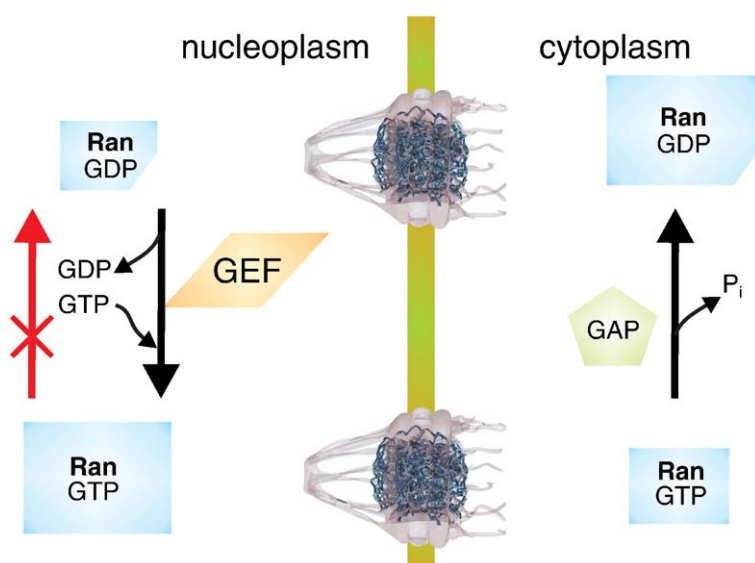 nucleoplasm
cytoplasm
Ran
GDP
GDP
GTP
GEF
Ran
GTP
Ran
GDP
GAP
Pi
Ran
GTP